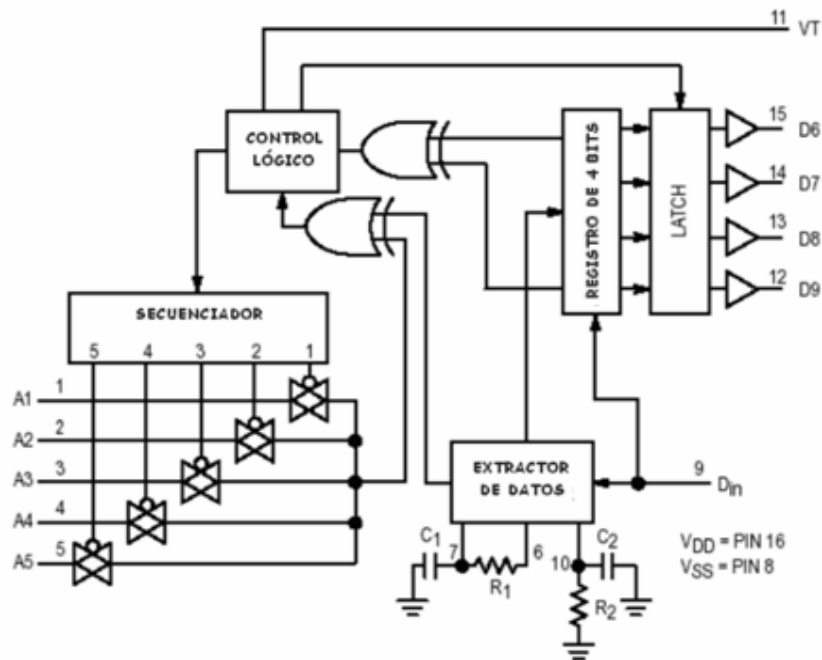 11 VT
CONTROL
LÓGICO
REGISTRO DE 4 BITS
LATCH
15 D6
14 D7
13 D8
12 D9
SECUENCIADOR
5 4 3 2 1
A1 1
A2 2
A3 3
A4 4
A5 5
EXTRACTOR
DE DATOS
9 Din
C1 7 R1 6 10 C2
R2
VDD = PIN 16
VSS = PIN 8